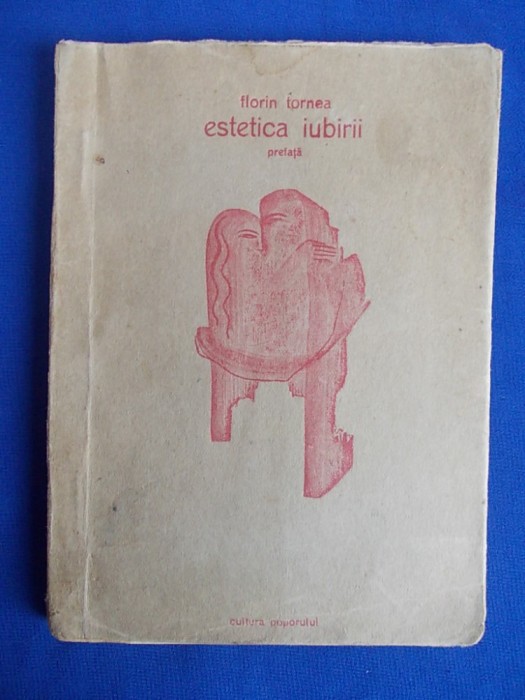 florin tornea
estetica iubirii
prefață
cultura poporului